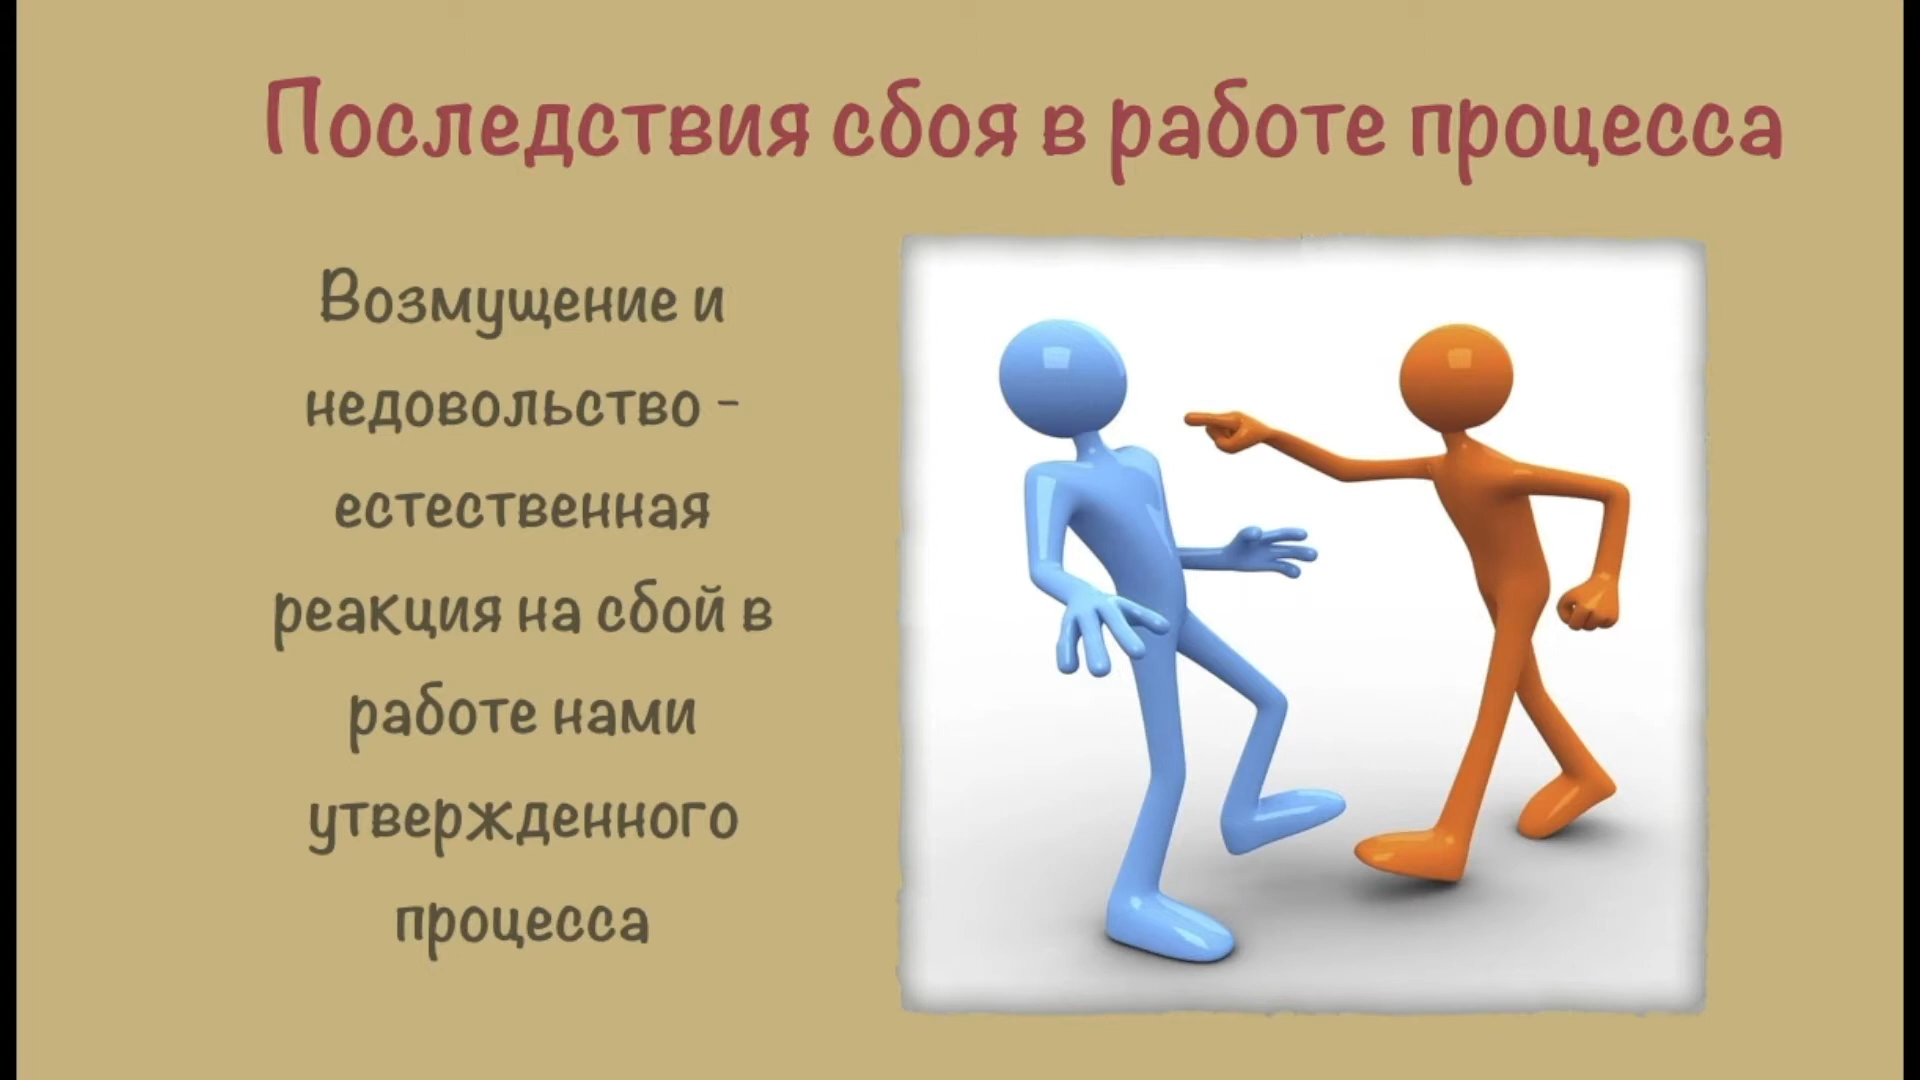 Последствия сбоя в работе процесса
Возмущение и
недовольство -
естественная
реакция на сбой в
работе нами
утвержденного
процесса